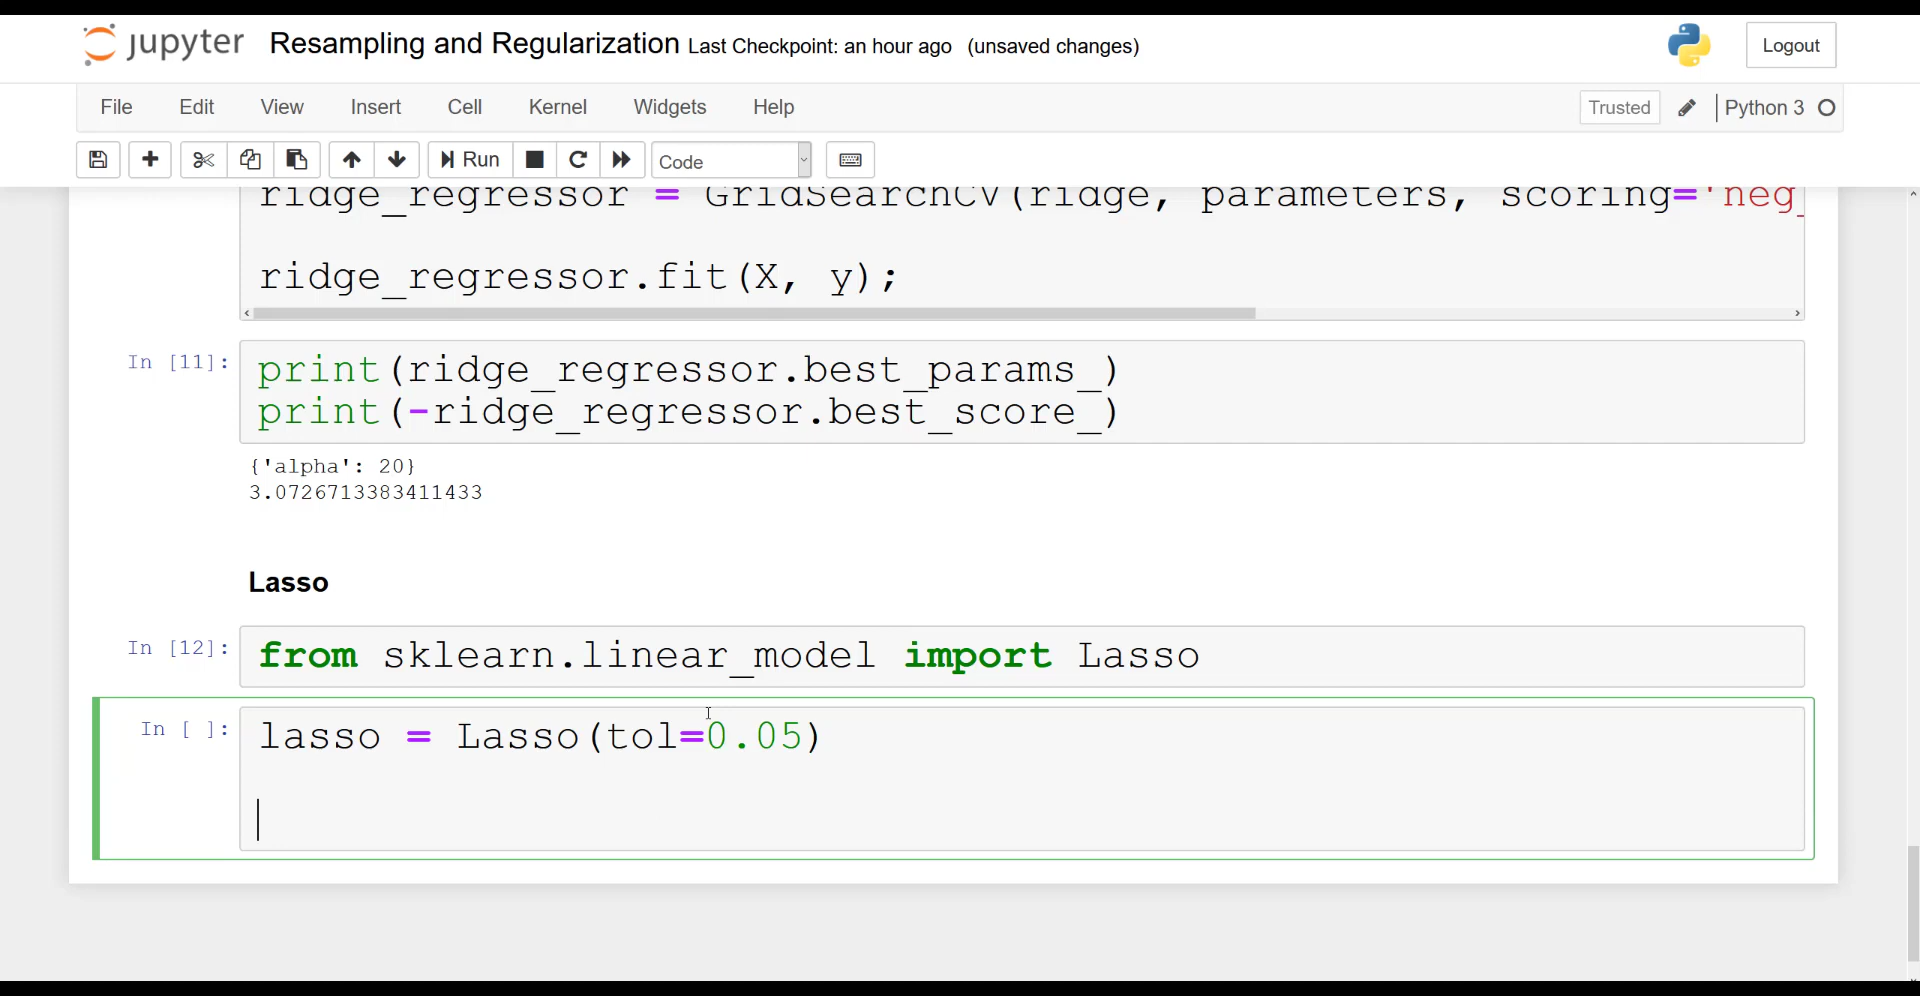 jupyter Resampling and Regularization Last Checkpoint: an hour ago (unsaved changes) Logout
File Edit View Insert Cell Kernel Widgets Help Trusted Python 3
Run Code
ridge_regressor = GridSearchCV(ridge, parameters, scoring='neg_
ridge_regressor.fit(X, y);
In [11]: print(ridge_regressor.best_params_)
print(-ridge_regressor.best_score_)
{'alpha': 20}
3.0726713383411433
Lasso
In [12]: from sklearn.linear_model import Lasso
In [ ]: lasso = Lasso(tol=0.05)